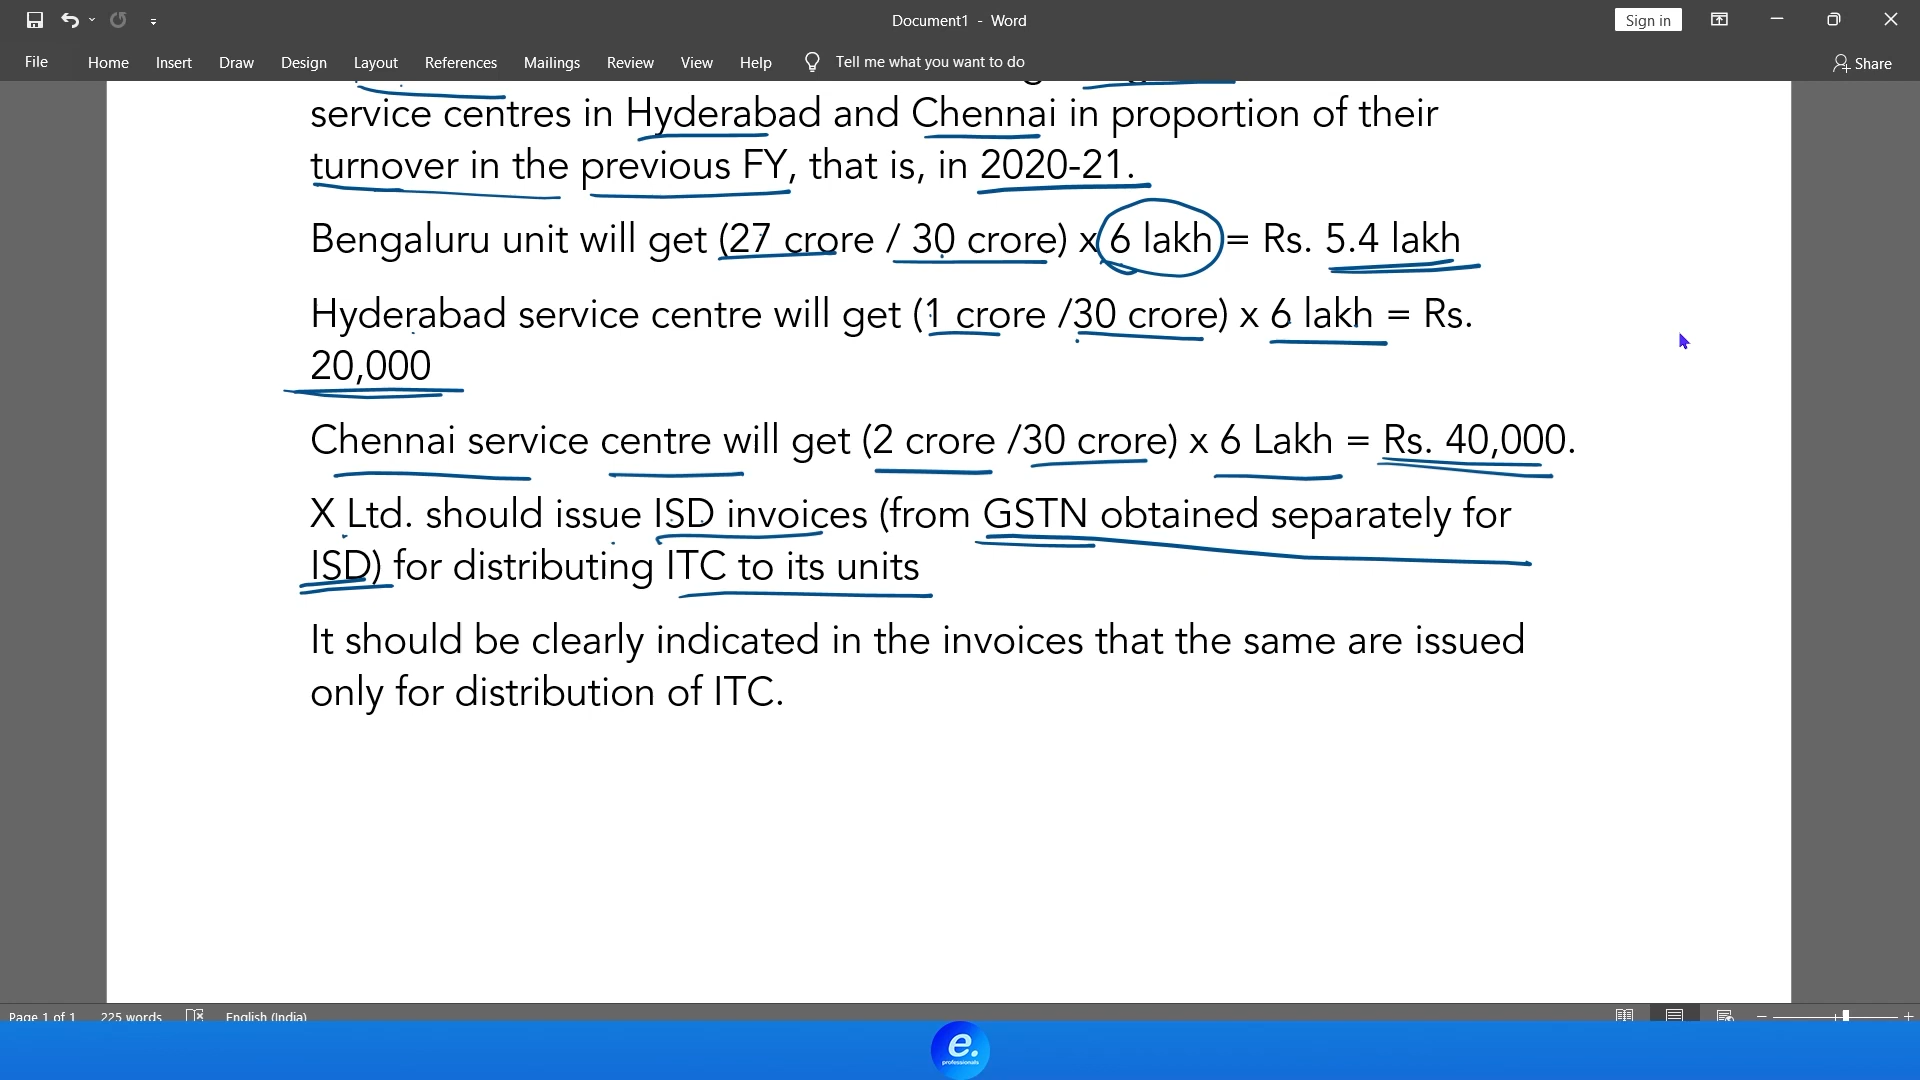 Document1 - Word
Sign in
File Home Insert Draw Design Layout References Mailings Review View Help Tell me what you want to do
Share
service centres in Hyderabad and Chennai in proportion of their
turnover in the previous FY, that is, in 2020-21.
Bengaluru unit will get (27 crore / 30 crore) x 6 lakh = Rs. 5.4 lakh
Hyderabad service centre will get (1 crore /30 crore) x 6 lakh = Rs.
20,000
Chennai service centre will get (2 crore /30 crore) x 6 Lakh = Rs. 40,000.
X Ltd. should issue ISD invoices (from GSTN obtained separately for
ISD) for distributing ITC to its units
It should be clearly indicated in the invoices that the same are issued
only for distribution of ITC.
Page 1 of 1 225 words English (India)
e.
professionals